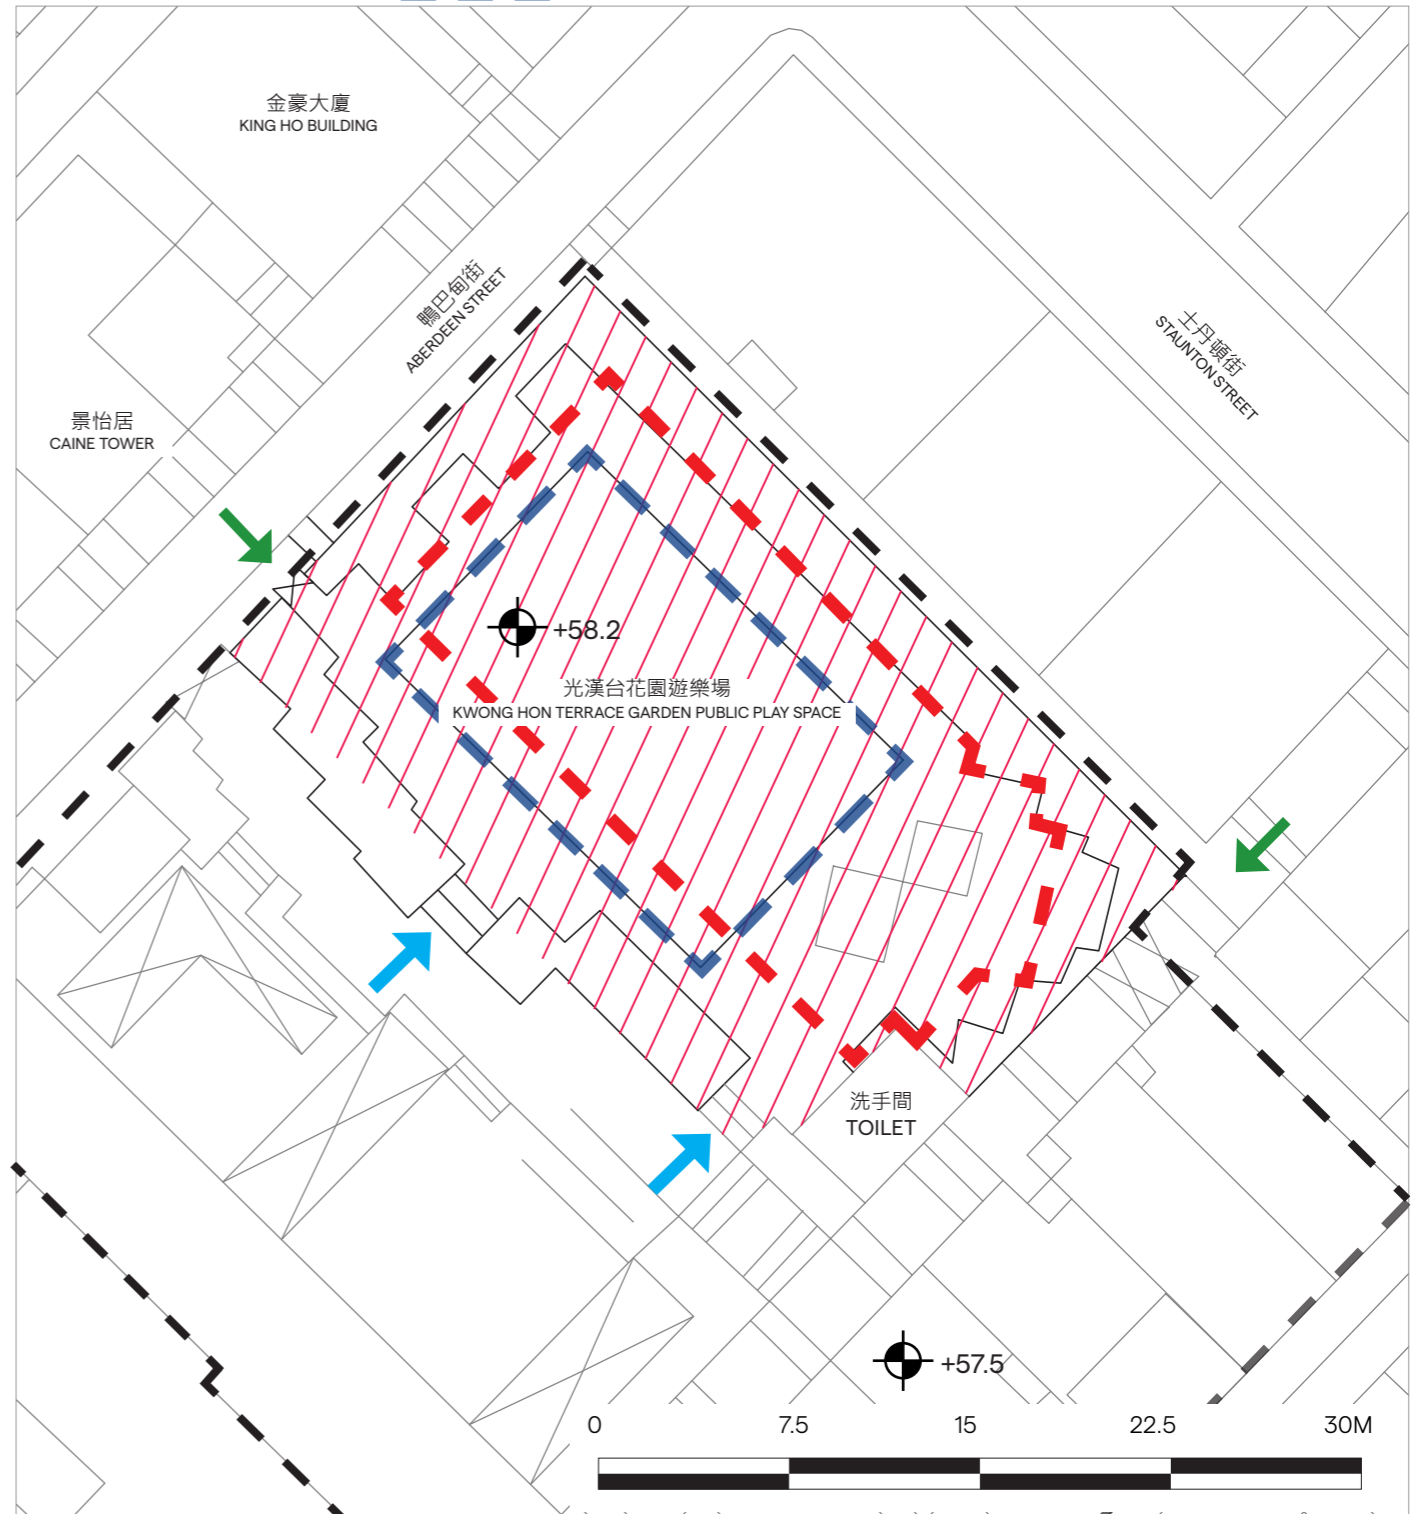 金豪大廈
KING HO BUILDING
鴨巴甸街
ABERDEEN STREET
士丹頓街
STAUNTON STREET
景怡居
CAINE TOWER
+58.2
光漢台花園遊樂場
KWONG HON TERRACE GARDEN PUBLIC PLAY SPACE
洗手間
TOILET
+57.5
0 7.5 15 22.5 30M